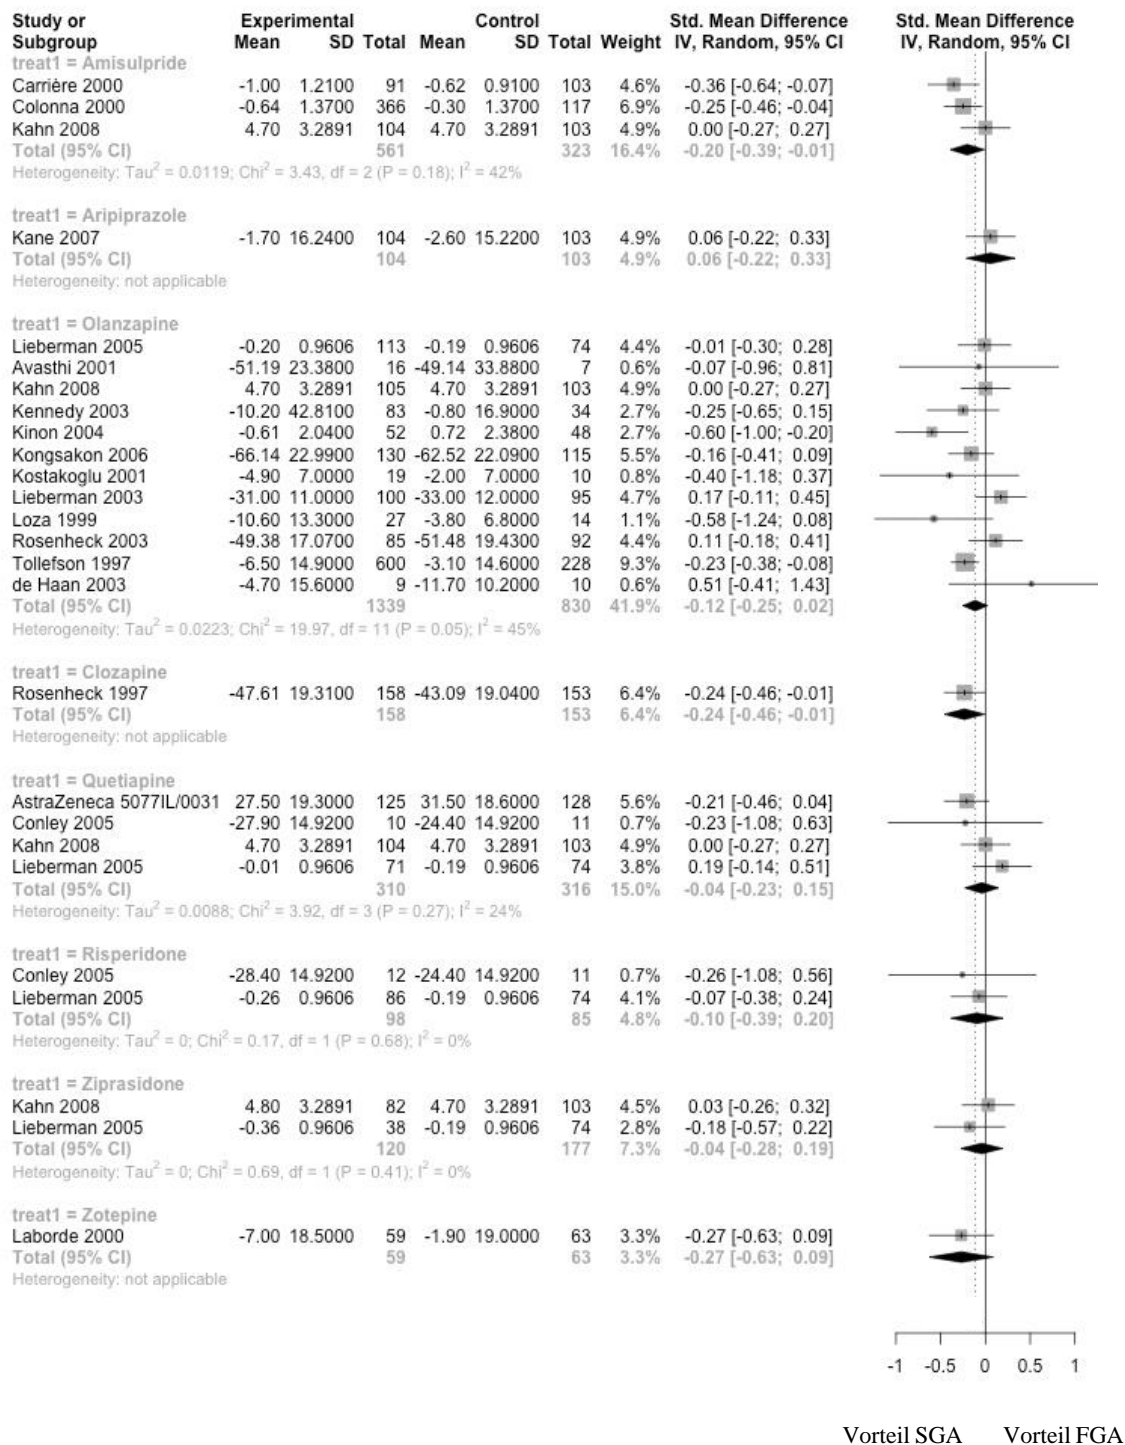 Study or Experimental Control Std. Mean Difference Std. Mean Difference
Subgroup Mean SD Total Mean SD Total Weight IV, Random, 95% CI IV, Random, 95% CI
treat1 = Amisulpride
Carrière 2000 -1.00 1.2100 91 -0.62 0.9100 103 4.6% -0.36 [-0.64; -0.07]
Colonna 2000 -0.64 1.3700 366 -0.30 1.3700 117 6.9% -0.25 [-0.46; -0.04]
Kahn 2008 4.70 3.2891 104 4.70 3.2891 103 4.9% 0.00 [-0.27; 0.27]
Total (95% CI) 561 323 16.4% -0.20 [-0.39; -0.01]
Heterogeneity: Tau² = 0.0119; Chi² = 3.43, df = 2 (P = 0.18); I² = 42%
treat1 = Aripiprazole
Kane 2007 -1.70 16.2400 104 -2.60 15.2200 103 4.9% 0.06 [-0.22; 0.33]
Total (95% CI) 104 103 4.9% 0.06 [-0.22; 0.33]
Heterogeneity: not applicable
treat1 = Olanzapine
Lieberman 2005 -0.20 0.9606 113 -0.19 0.9606 74 4.4% -0.01 [-0.30; 0.28]
Avasthi 2001 -51.19 23.3800 16 -49.14 33.8800 7 0.6% -0.07 [-0.96; 0.81]
Kahn 2008 4.70 3.2891 105 4.70 3.2891 103 4.9% 0.00 [-0.27; 0.27]
Kennedy 2003 -10.20 42.8100 83 -0.80 16.9000 34 2.7% -0.25 [-0.65; 0.15]
Kinon 2004 -0.61 2.0400 52 0.72 2.3800 48 2.7% -0.60 [-1.00; -0.20]
Kongsakon 2006 -66.14 22.9900 130 -62.52 22.0900 115 5.5% -0.16 [-0.41; 0.09]
Kostakoglu 2001 -4.90 7.0000 19 -2.00 7.0000 10 0.8% -0.40 [-1.18; 0.37]
Lieberman 2003 -31.00 11.0000 100 -33.00 12.0000 95 4.7% 0.17 [-0.11; 0.45]
Loza 1999 -10.60 13.3000 27 -3.80 6.8000 14 1.1% -0.58 [-1.24; 0.08]
Rosenheck 2003 -49.38 17.0700 85 -51.48 19.4300 92 4.4% 0.11 [-0.18; 0.41]
Tollefson 1997 -6.50 14.9000 600 -3.10 14.6000 228 9.3% -0.23 [-0.38; -0.08]
de Haan 2003 -4.70 15.6000 9 -11.70 10.2000 10 0.6% 0.51 [-0.41; 1.43]
Total (95% CI) 1339 830 41.9% -0.12 [-0.25; 0.02]
Heterogeneity: Tau² = 0.0223; Chi² = 19.97, df = 11 (P = 0.05); I² = 45%
treat1 = Clozapine
Rosenheck 1997 -47.61 19.3100 158 -43.09 19.0400 153 6.4% -0.24 [-0.46; -0.01]
Total (95% CI) 158 153 6.4% -0.24 [-0.46; -0.01]
Heterogeneity: not applicable
treat1 = Quetiapine
AstraZeneca 5077IL/0031 27.50 19.3000 125 31.50 18.6000 128 5.6% -0.21 [-0.46; 0.04]
Conley 2005 -27.90 14.9200 10 -24.40 14.9200 11 0.7% -0.23 [-1.08; 0.63]
Kahn 2008 4.70 3.2891 104 4.70 3.2891 103 4.9% 0.00 [-0.27; 0.27]
Lieberman 2005 -0.01 0.9606 71 -0.19 0.9606 74 3.8% 0.19 [-0.14; 0.51]
Total (95% CI) 310 316 15.0% -0.04 [-0.23; 0.15]
Heterogeneity: Tau² = 0.0088; Chi² = 3.92, df = 3 (P = 0.27); I² = 24%
treat1 = Risperidone
Conley 2005 -28.40 14.9200 12 -24.40 14.9200 11 0.7% -0.26 [-1.08; 0.56]
Lieberman 2005 -0.26 0.9606 86 -0.19 0.9606 74 4.1% -0.07 [-0.38; 0.24]
Total (95% CI) 98 85 4.8% -0.10 [-0.39; 0.20]
Heterogeneity: Tau² = 0; Chi² = 0.17, df = 1 (P = 0.68); I² = 0%
treat1 = Ziprasidone
Kahn 2008 4.80 3.2891 82 4.70 3.2891 103 4.5% 0.03 [-0.26; 0.32]
Lieberman 2005 -0.36 0.9606 38 -0.19 0.9606 74 2.8% -0.18 [-0.57; 0.22]
Total (95% CI) 120 177 7.3% -0.04 [-0.28; 0.19]
Heterogeneity: Tau² = 0; Chi² = 0.69, df = 1 (P = 0.41); I² = 0%
treat1 = Zotepine
Laborde 2000 -7.00 18.5000 59 -1.90 19.0000 63 3.3% -0.27 [-0.63; 0.09]
Total (95% CI) 59 63 3.3% -0.27 [-0.63; 0.09]
Heterogeneity: not applicable
-1 -0.5 0 0.5 1
Vorteil SGA Vorteil FGA